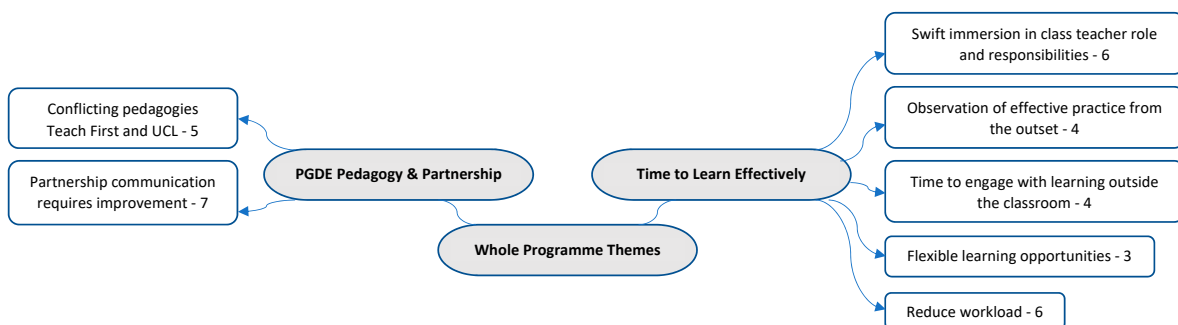 Conflicting pedagogies
Teach First and UCL - 5
Partnership communication
requires improvement - 7
PGDE Pedagogy & Partnership
Whole Programme Themes
Time to Learn Effectively
Swift immersion in class teacher role
and responsibilities - 6
Observation of effective practice from
the outset - 4
Time to engage with learning outside
the classroom - 4
Flexible learning opportunities - 3
Reduce workload - 6